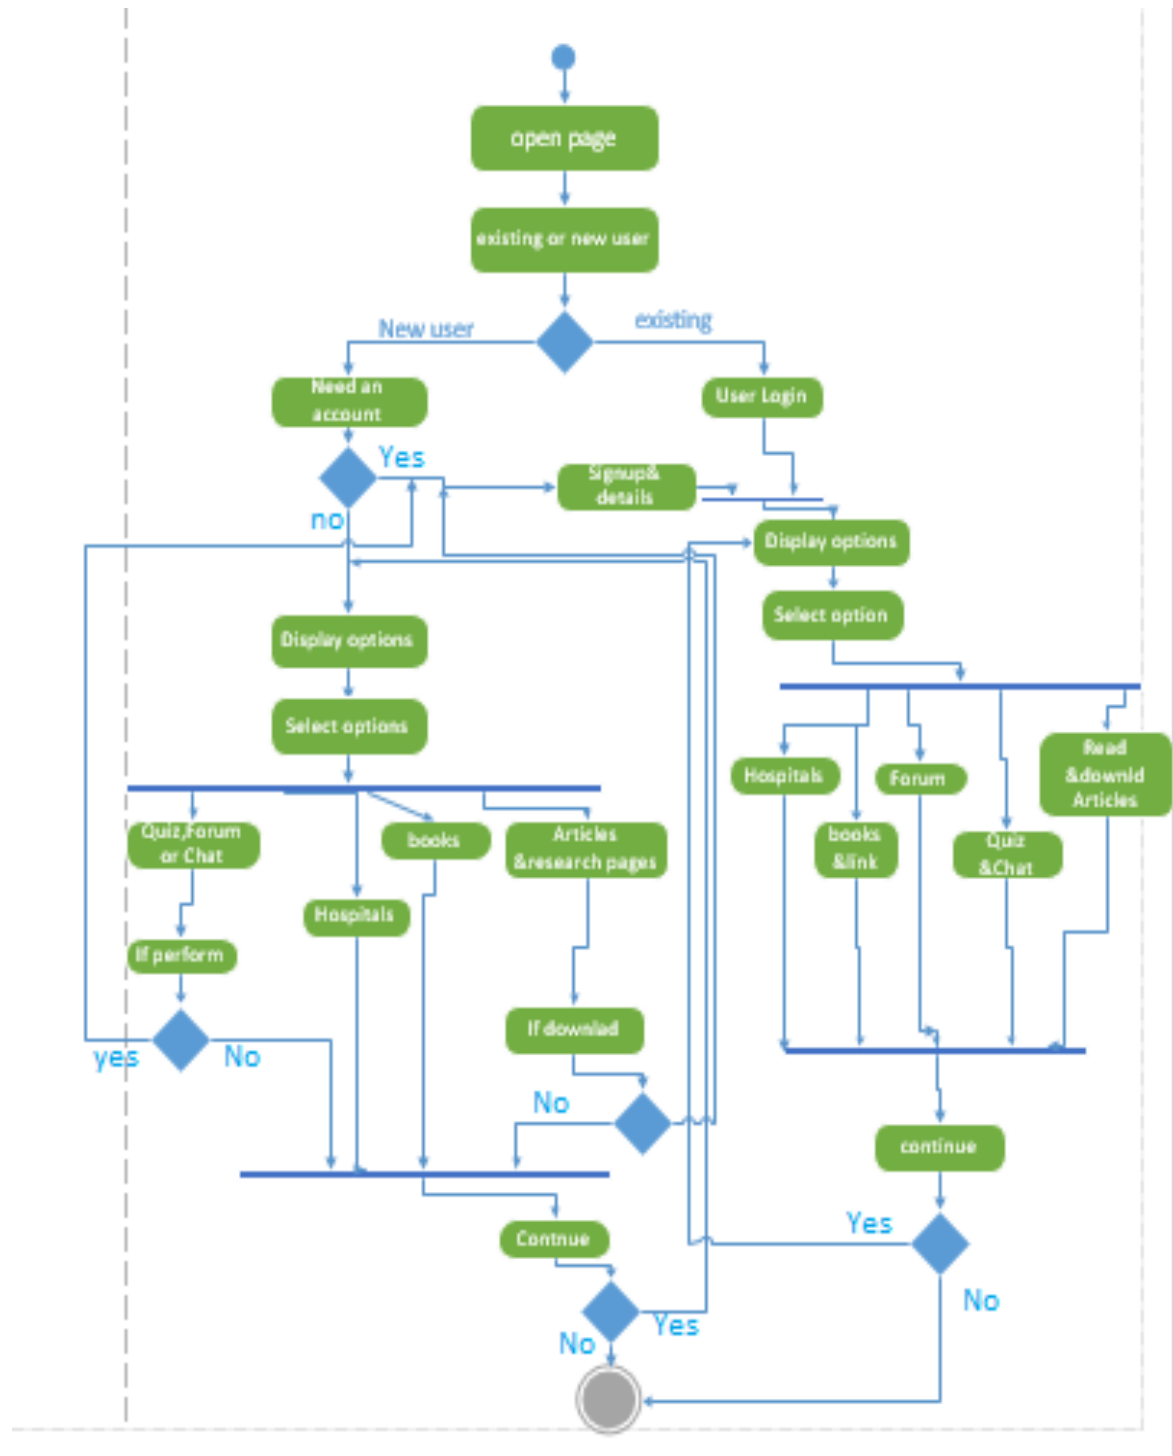 open page
existing or new user
New user
existing
Need an
account
User Login
Yes
Signup&
details
no
Display options
Select option
Display options
Select options
Hospitals
Forum
Read
&downld
Articles
Quiz,Forum
or Chat
books
Articles
&research pages
books
&link
Quiz
&Chat
Hospitals
If perform
If downlad
yes
No
No
continue
Contnue
Yes
No
Yes
No